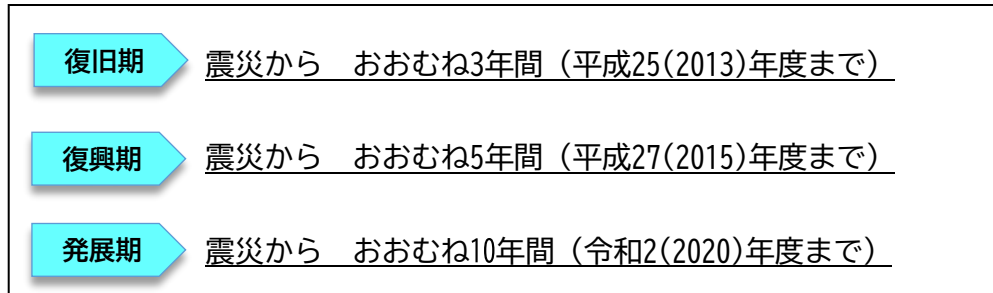 復旧期 震災から　おおむね3年間（平成25(2013)年度まで）
復興期 震災から　おおむね5年間（平成27(2015)年度まで）
発展期 震災から　おおむね10年間（令和2(2020)年度まで）